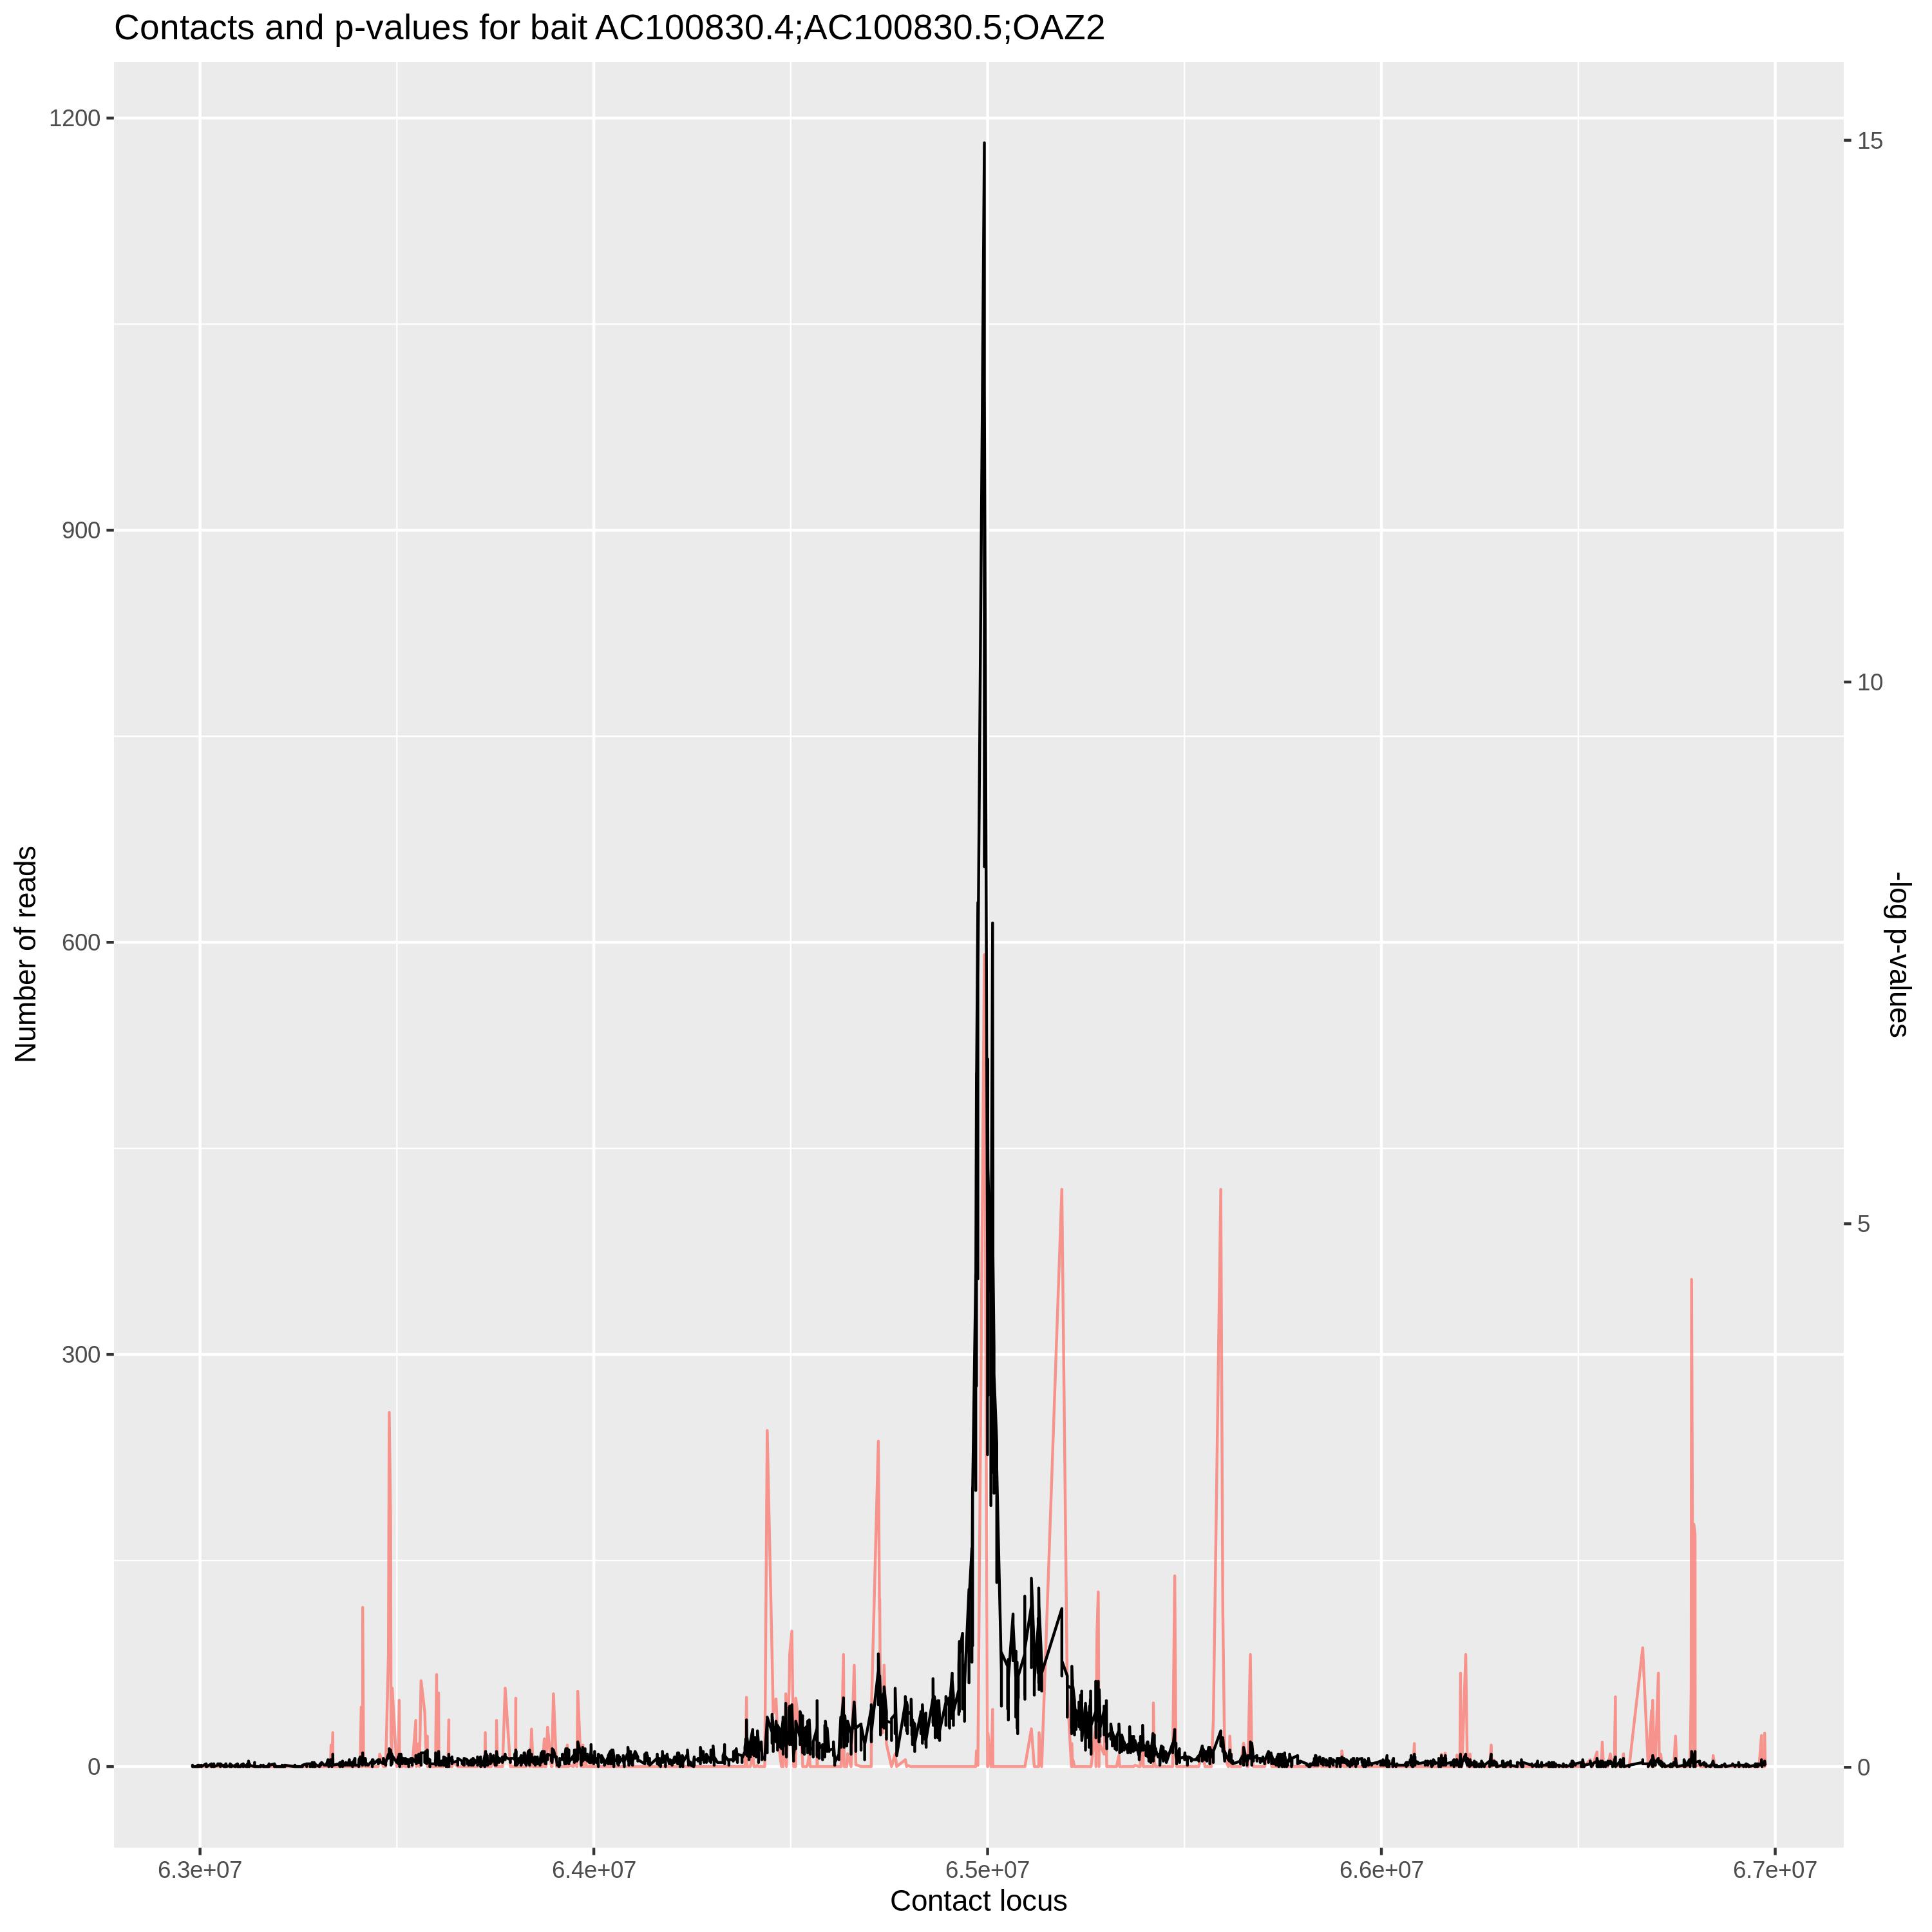 Contacts and p-values for bait AC100830.4;AC100830.5;OAZ2
1200
900
600
300
0
Number of reads
15
10
5
0
-log p-values
6.3e+07 6.4e+07 6.5e+07 6.6e+07 6.7e+07
Contact locus